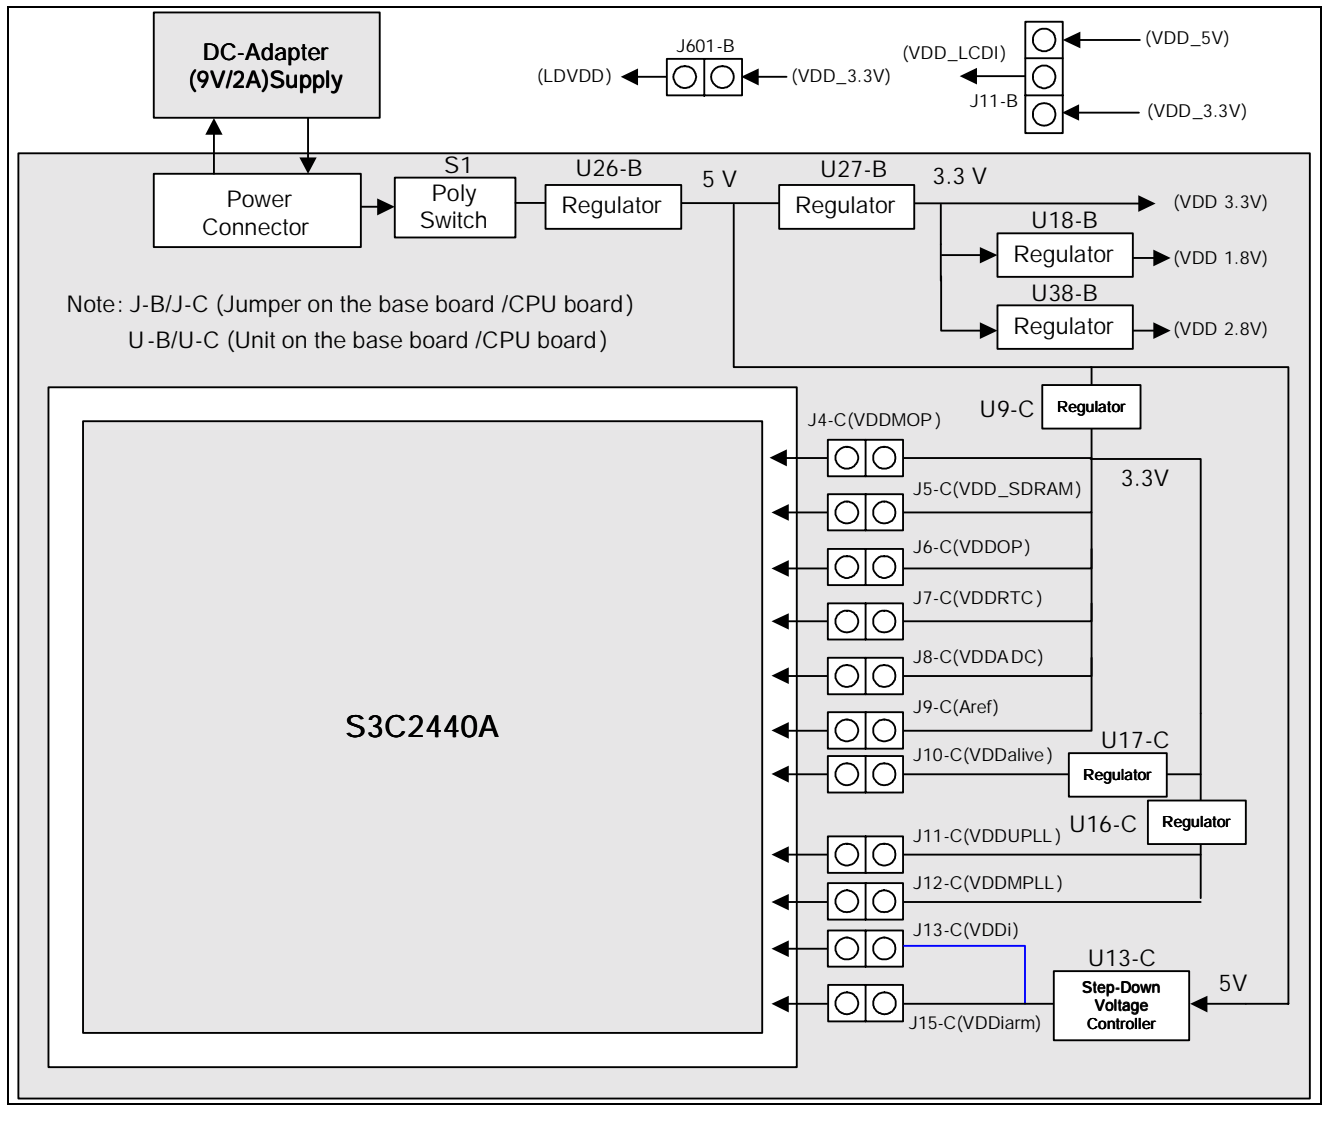 DC-Adapter
(9V/2A)Supply
J601-B
(LDVDD)
(VDD_3.3V)
(VDD_LCDI)
(VDD_5V)
J11-B
(VDD_3.3V)
Power
Connector
S1
Poly
Switch
U26-B
Regulator
5 V
U27-B
Regulator
3.3 V
(VDD 3.3V)
U18-B
Regulator
(VDD 1.8V)
U38-B
Regulator
(VDD 2.8V)
Note: J-B/J-C (Jumper on the base board /CPU board)
U-B/U-C (Unit on the base board /CPU board)
U9-C
Regulator
J4-C(VDDMOP)
3.3V
J5-C(VDD_SDRAM)
J6-C(VDDOP)
J7-C(VDDRTC)
J8-C(VDDADC)
J9-C(Aref)
S3C2440A
U17-C
J10-C(VDDalive)
Regulator
U16-C
Regulator
J11-C(VDDUPLL)
J12-C(VDDMPLL)
J13-C(VDDi)
U13-C
Step-Down
Voltage
Controller
5V
J15-C(VDDiarm)